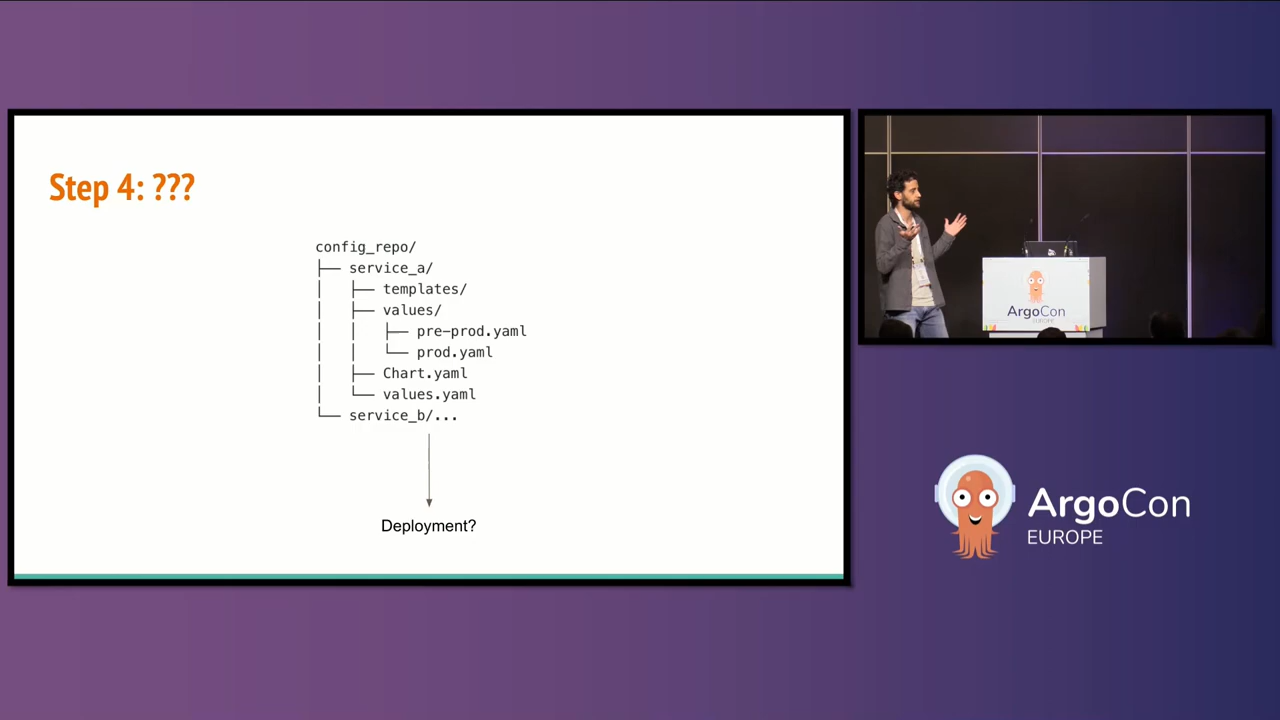 Step 4: ???
config_repo/
├── service_a/
│   ├── templates/
│   ├── values/
│   │   ├── pre-prod.yaml
│   │   └── prod.yaml
│   ├── Chart.yaml
│   └── values.yaml
└── service_b/...
Deployment?
ArgoCon
EUROPE
ArgoCon
EUROPE